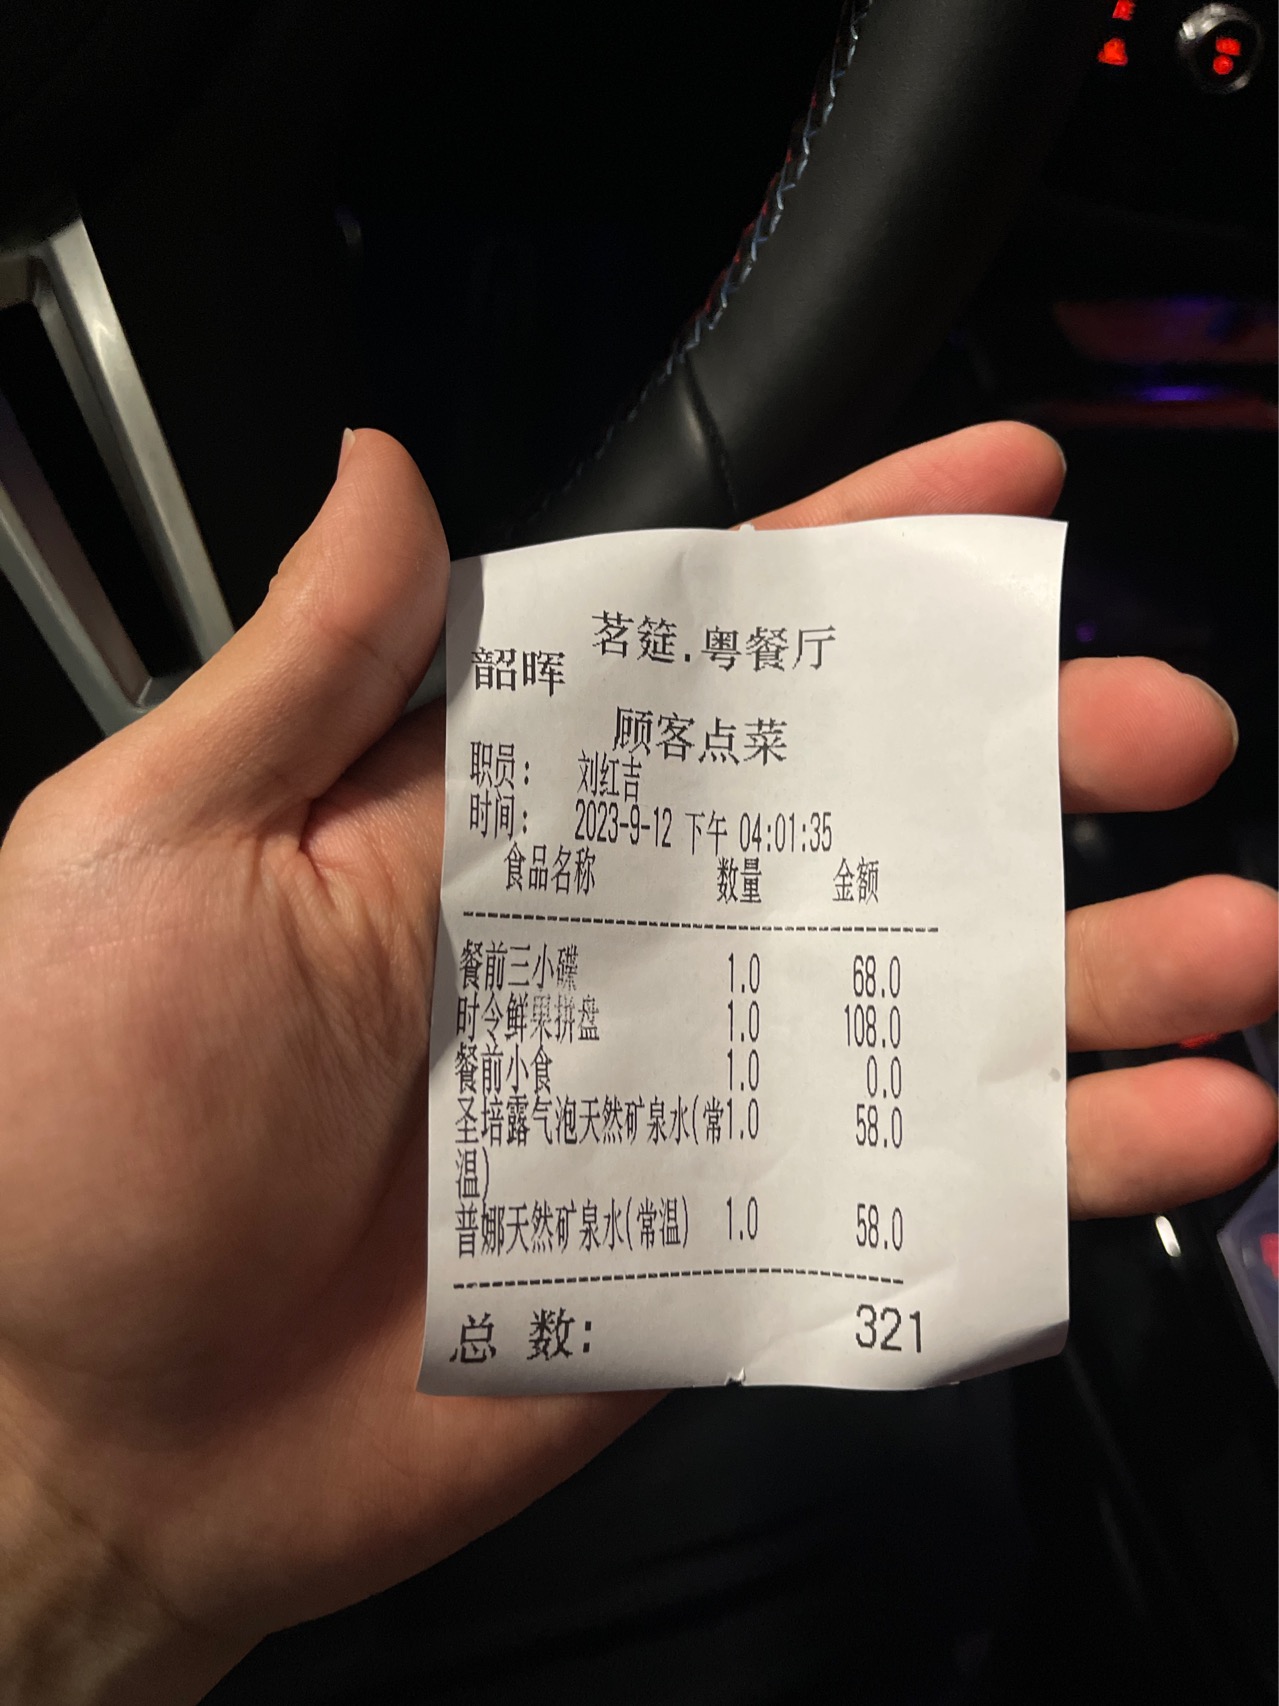 茗筵.粤餐厅
韶晖
顾客点菜
职员: 刘红吉
时间: 2023-9-12 下午 04:01:35
食品名称 数量 金额
餐前三小碟 1.0 68.0
时令鲜果拼盘 1.0 108.0
餐前小食 1.0 0.0
圣培露气泡天然矿泉水(常 1.0 58.0
温)
普娜天然矿泉水(常温) 1.0 58.0
总 数: 321